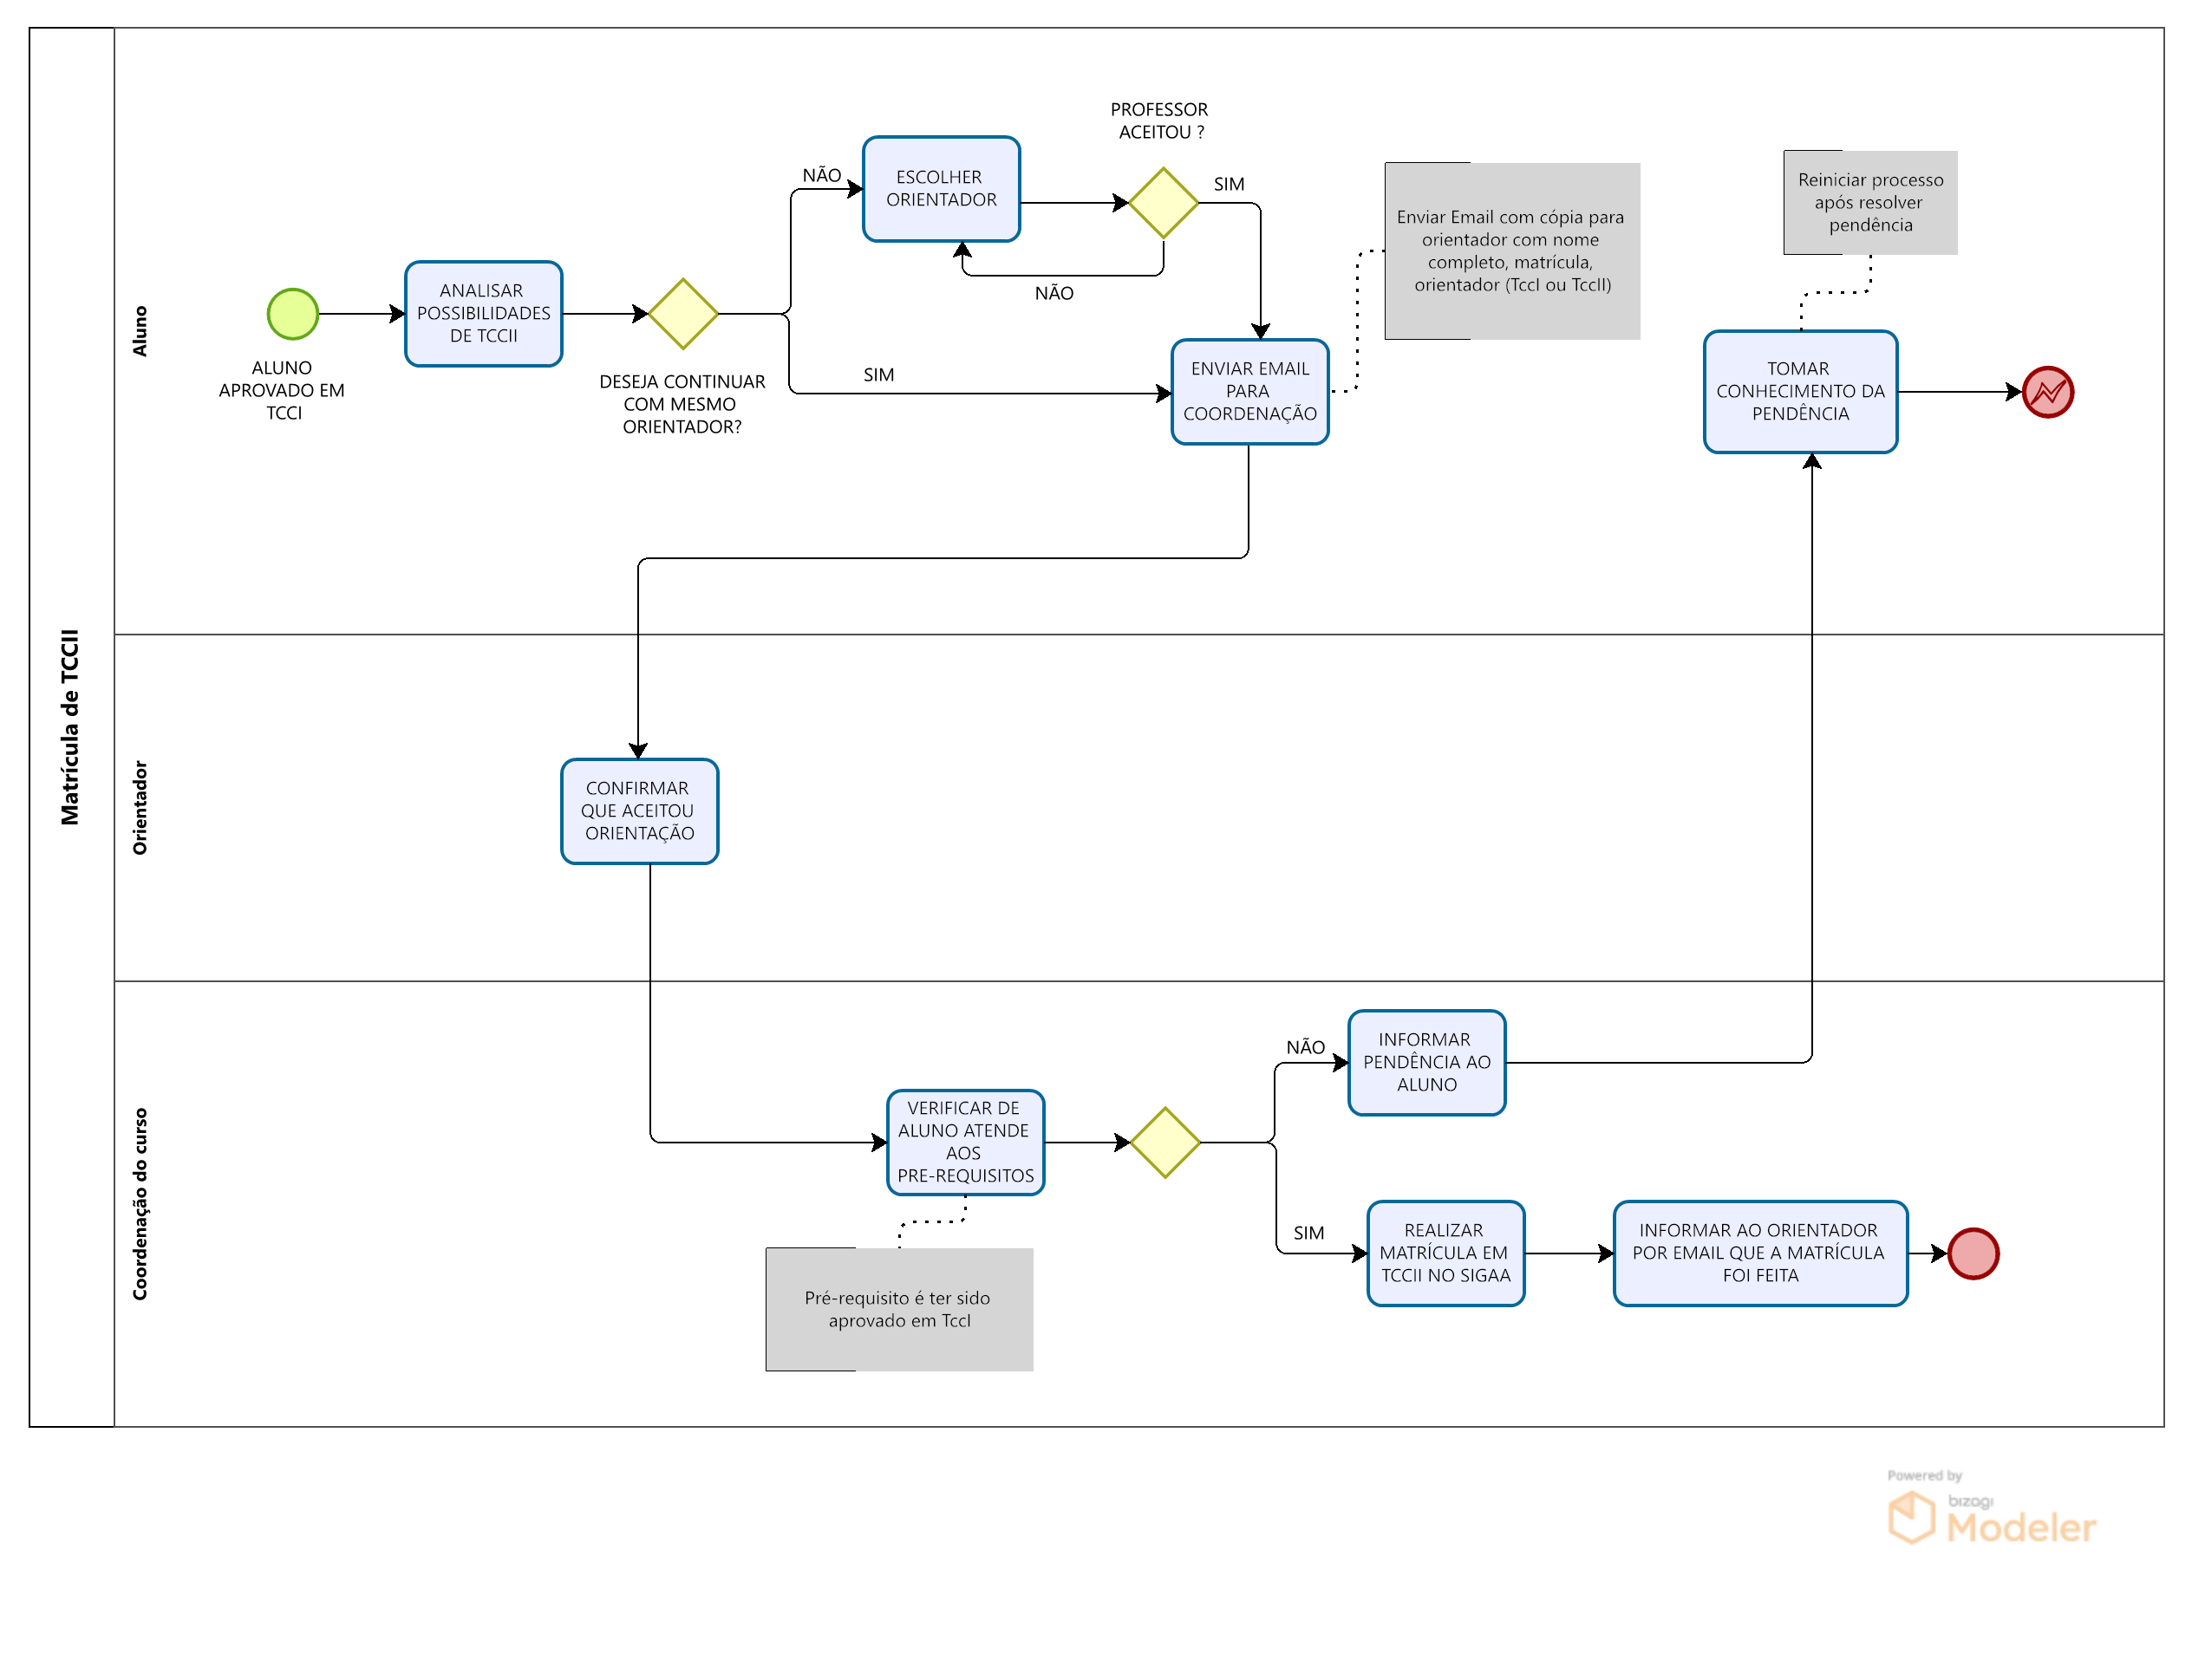 Matrícula de TCCII
Aluno
ALUNO
APROVADO EM
TCCI
ANALISAR
POSSIBILIDADES
DE TCCII
DESEJA CONTINUAR
COM MESMO
ORIENTADOR?
NÃO
SIM
ESCOLHER
ORIENTADOR
PROFESSOR
ACEITOU ?
SIM
NÃO
ENVIAR EMAIL
PARA
COORDENAÇÃO
Enviar Email com cópia para
orientador com nome
completo, matrícula,
orientador (TccI ou TccII)
Reiniciar processo
após resolver
pendência
TOMAR
CONHECIMENTO DA
PENDÊNCIA
Orientador
CONFIRMAR
QUE ACEITOU
ORIENTAÇÃO
Coordenação do curso
VERIFICAR DE
ALUNO ATENDE
AOS
PRE-REQUISITOS
Pré-requisito é ter sido
aprovado em TccI
NÃO
INFORMAR
PENDÊNCIA AO
ALUNO
SIM
REALIZAR
MATRÍCULA EM
TCCII NO SIGAA
INFORMAR AO ORIENTADOR
POR EMAIL QUE A MATRÍCULA
FOI FEITA
Powered by
bizagi
Modeler